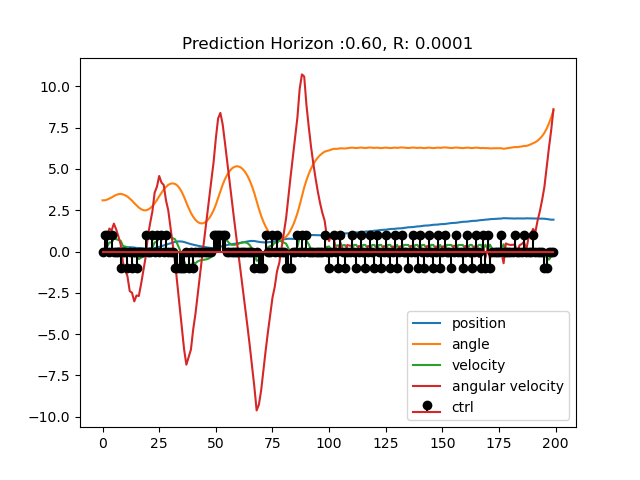 Prediction Horizon :0.60, R: 0.0001
10.0
7.5
5.0
2.5
0.0
−2.5
−5.0
−7.5
−10.0
position
angle
velocity
angular velocity
ctrl
0 25 50 75 100 125 150 175 200